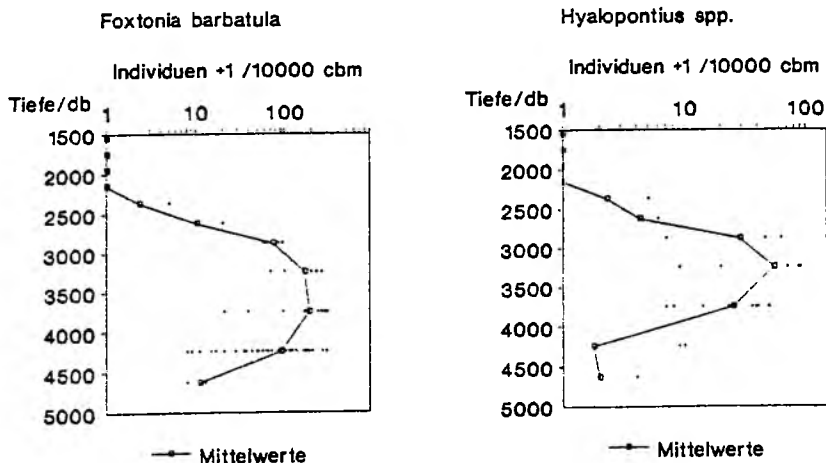 Foxtonia barbatula
Individuen +1 /10000 cbm
Tiefe/db
1 10 100
1500
2000
2500
3000
3500
4000
4500
5000
Mittelwerte
Hyalopontius spp.
Individuen +1 /10000 cbm
Tiefe/db
1 10 100
1500
2000
2500
3000
3500
4000
4500
5000
Mittelwerte